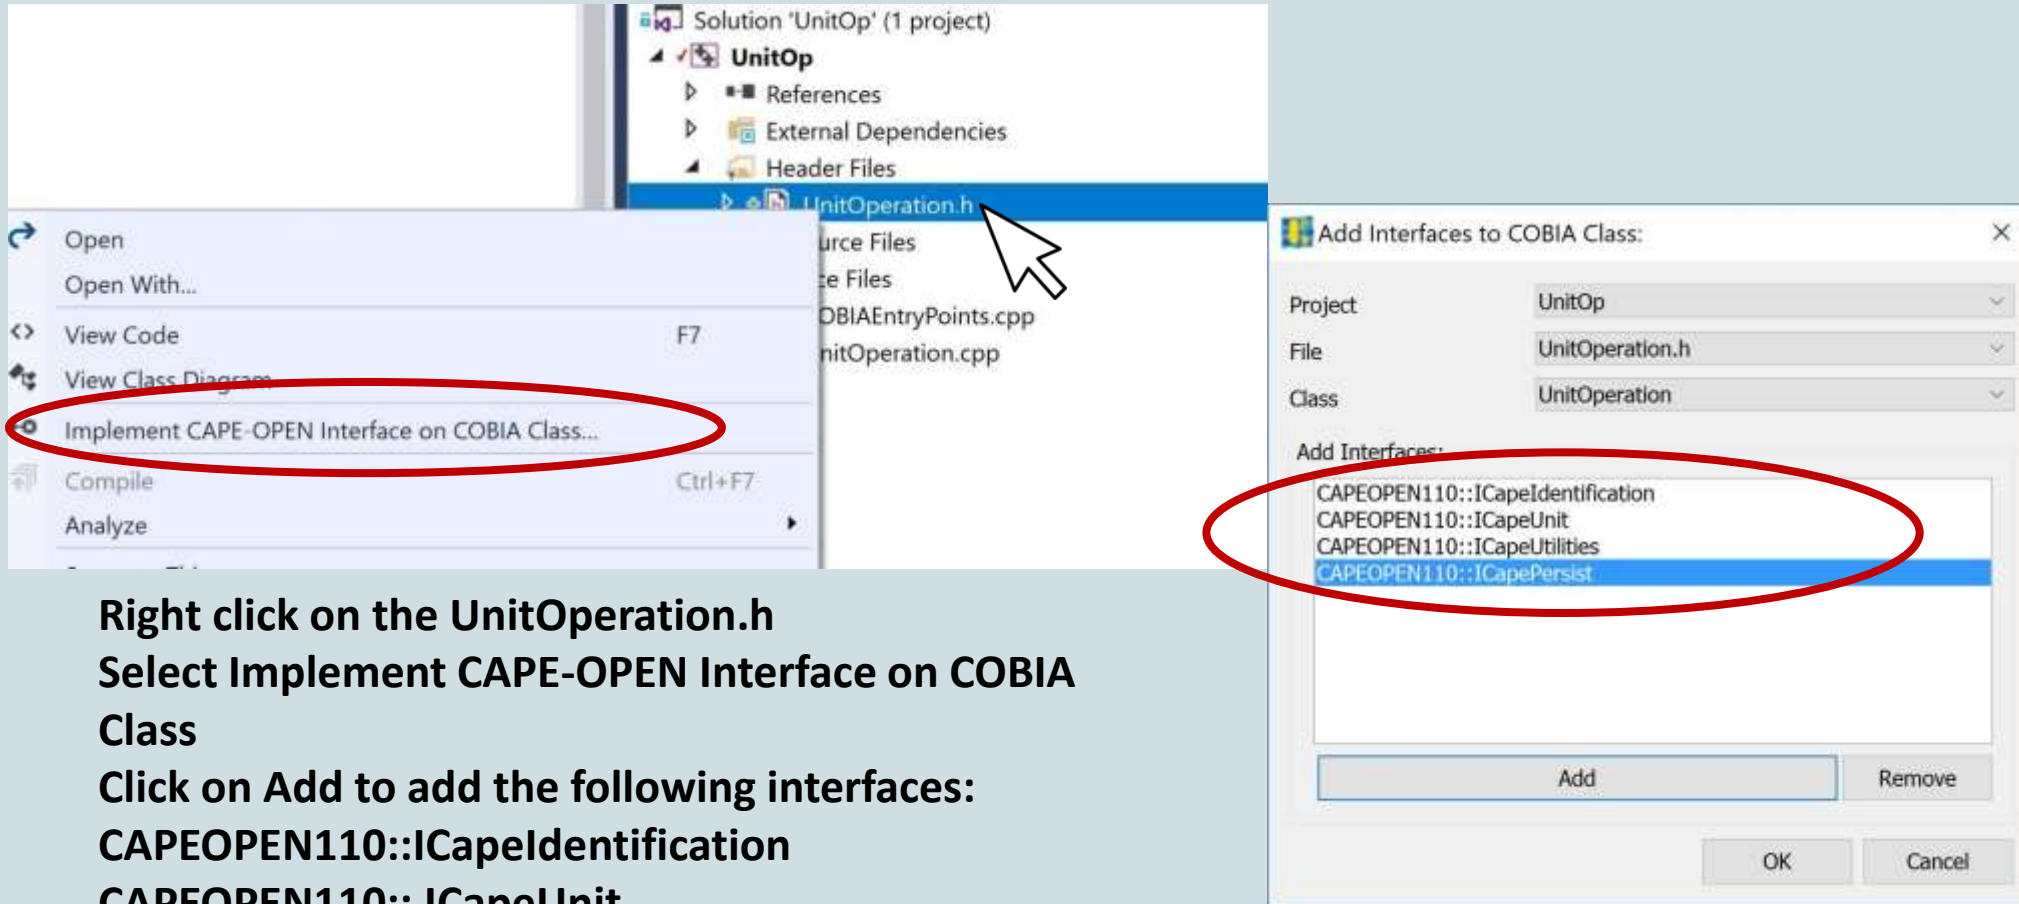 Solution 'UnitOp' (1 project)
UnitOp
References
External Dependencies
Header Files
UnitOperation.h
urce Files
ce Files
OBIAEntryPoints.cpp
nitOperation.cpp
Open
Open With...
View Code F7
View Class Diagram
Implement CAPE-OPEN Interface on COBIA Class...
Compile Ctrl+F7
Analyze
Add Interfaces to COBIA Class:
Project UnitOp
File UnitOperation.h
Class UnitOperation
Add Interfaces:
CAPEOPEN110::ICapeIdentification
CAPEOPEN110::ICapeUnit
CAPEOPEN110::ICapeUtilities
CAPEOPEN110::ICapePersist
Add Remove
OK Cancel
Right click on the UnitOperation.h
Select Implement CAPE-OPEN Interface on COBIA
Class
Click on Add to add the following interfaces:
CAPEOPEN110::ICapeIdentification
CAPEOPEN110:: ICapeUnit